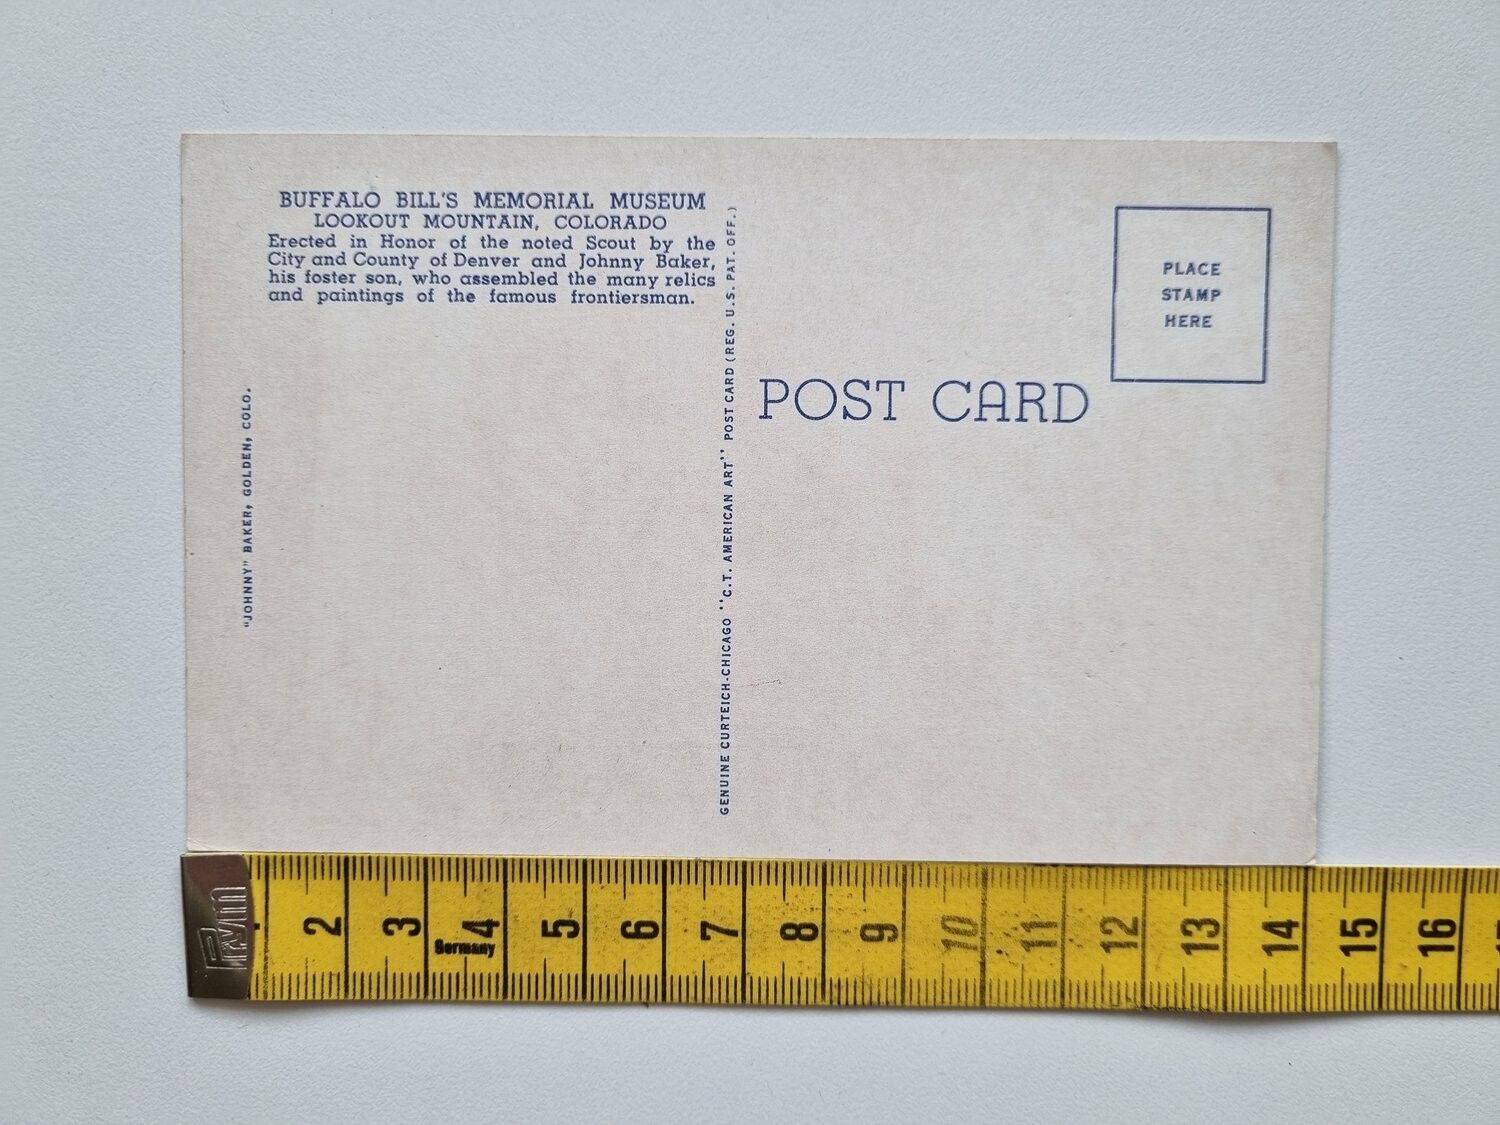 BUFFALO BILL'S MEMORIAL MUSEUM
LOOKOUT MOUNTAIN, COLORADO
Erected in Honor of the noted Scout by the
City and County of Denver and Johnny Baker,
his foster son, who assembled the many relics
and paintings of the famous frontiersman.
"JOHNNY" BAKER, GOLDEN, COLO.
GENUINE CURTEICH-CHICAGO "C.T. AMERICAN ART" POST CARD (REG. U.S. PAT. OFF.)
POST CARD
PLACE
STAMP
HERE
Prym
2 3 4 5 6 7 8 9 10 11 12 13 14 15 16
Germany